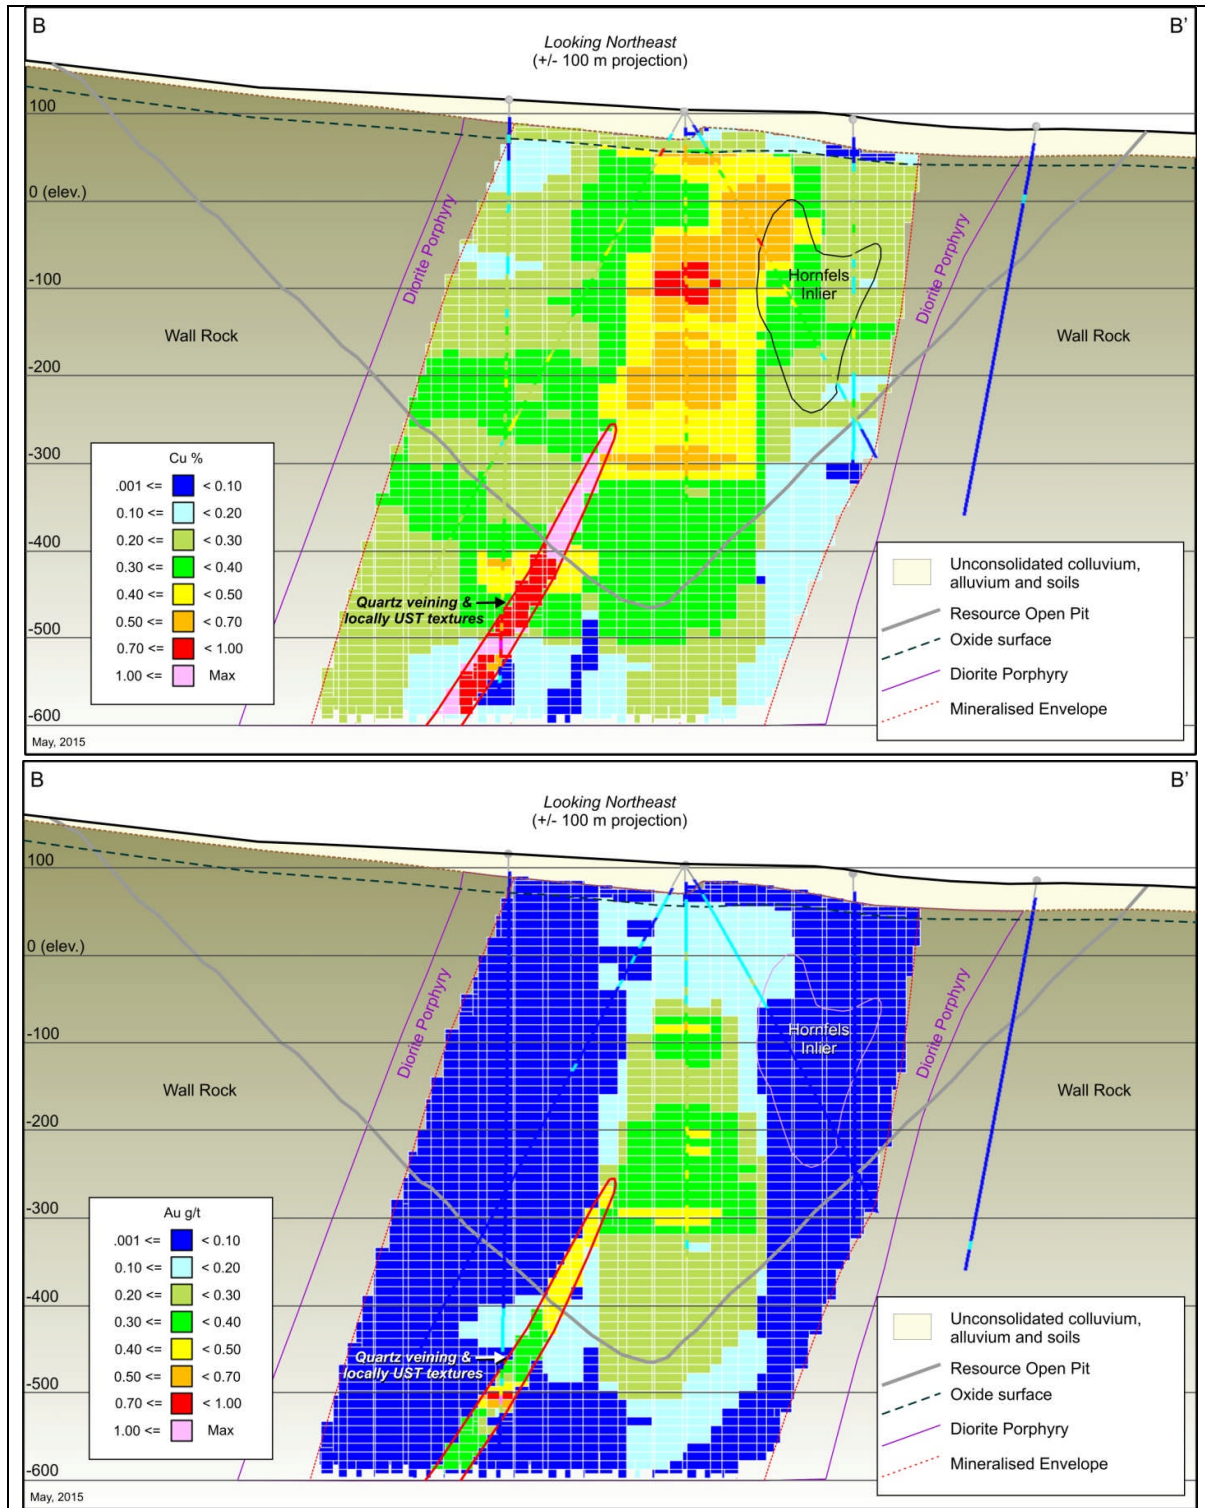 B
B’
Looking Northeast
(+/- 100 m projection)
100
0 (elev.)
-100
-200
-300
-400
-500
-600
Diorite Porphyry
Diorite Porphyry
Hornfels
Inlier
Wall Rock
Wall Rock
Quartz veining &
locally UST textures
Cu %
.001 <= < 0.10
0.10 <= < 0.20
0.20 <= < 0.30
0.30 <= < 0.40
0.40 <= < 0.50
0.50 <= < 0.70
0.70 <= < 1.00
1.00 <= Max
Unconsolidated colluvium,
alluvium and soils
Resource Open Pit
Oxide surface
Diorite Porphyry
Mineralised Envelope
May, 2015
B
B’
Looking Northeast
(+/- 100 m projection)
100
0 (elev.)
-100
-200
-300
-400
-500
-600
Diorite Porphyry
Diorite Porphyry
Hornfels
Inlier
Wall Rock
Wall Rock
Quartz veining &
locally UST textures
Au g/t
.001 <= < 0.10
0.10 <= < 0.20
0.20 <= < 0.30
0.30 <= < 0.40
0.40 <= < 0.50
0.50 <= < 0.70
0.70 <= < 1.00
1.00 <= Max
Unconsolidated colluvium,
alluvium and soils
Resource Open Pit
Oxide surface
Diorite Porphyry
Mineralised Envelope
May, 2015